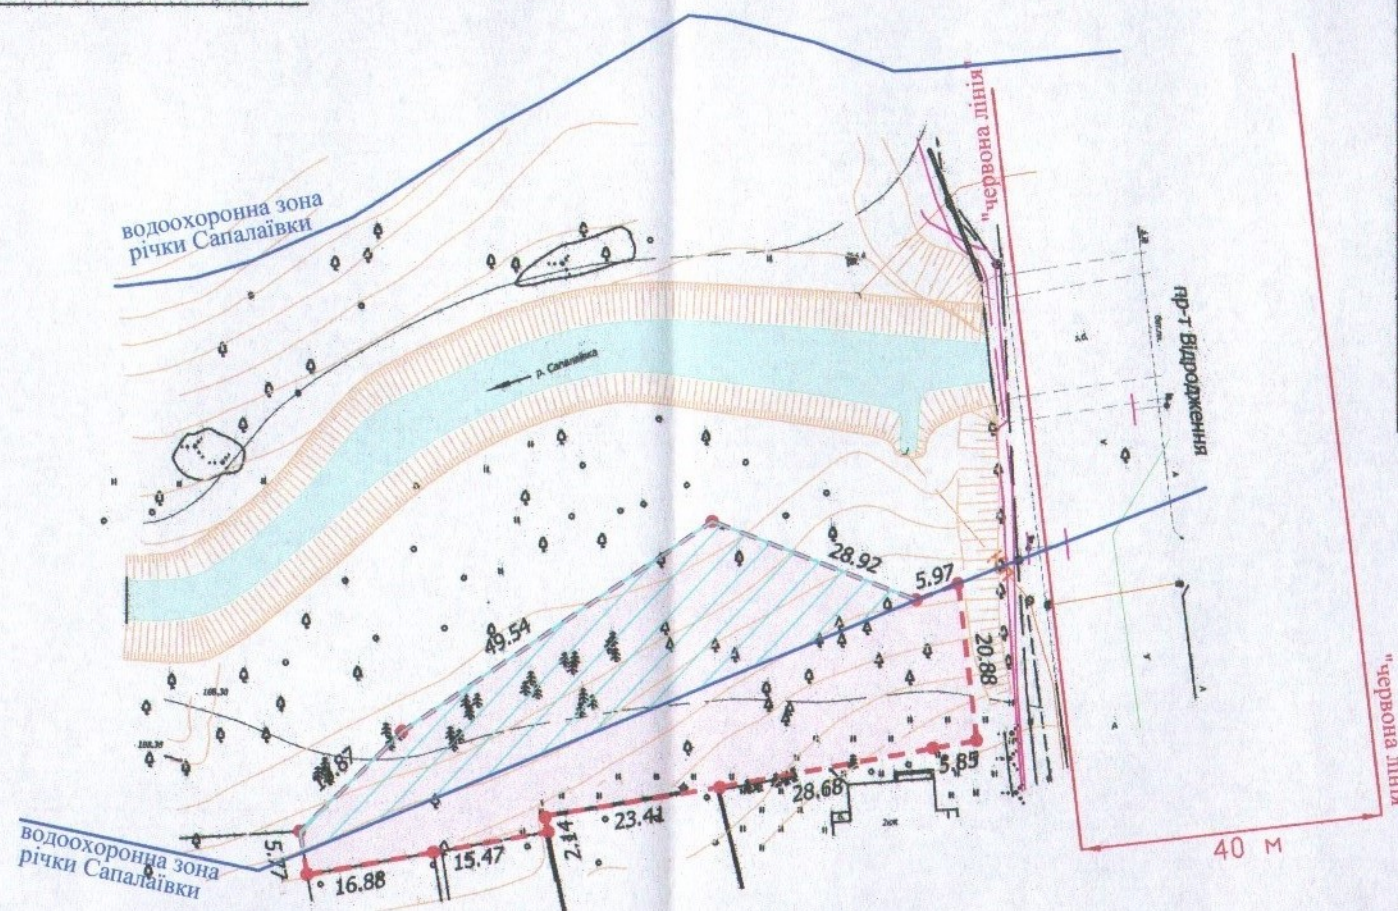 "червона лінія"
водоохоронна зона
річки Сапалаївки
пр-т Відродження
р. Сапалаївка
28.92
5.97
49.54
20.88
108.30
5.85
28.68
23.41
2.14
15.47
16.88
5.77
водоохоронна зона
річки Сапалаївки
"червона лінія"
40 м